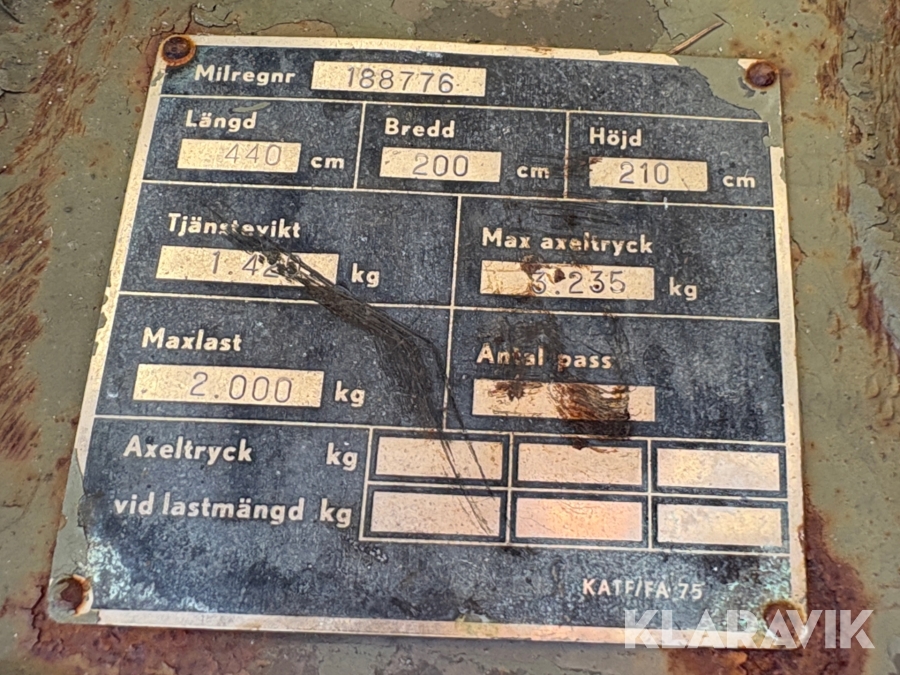 Milregnr 188776
Längd Bredd Höjd
440 cm 200 cm 210 cm
Tjänstevikt Max axeltryck
kg 3.235 kg
Maxlast Antal pass
2.000 kg
Axeltryck kg
vid lastmängd kg
KATF/FA 75
KLARAVIK